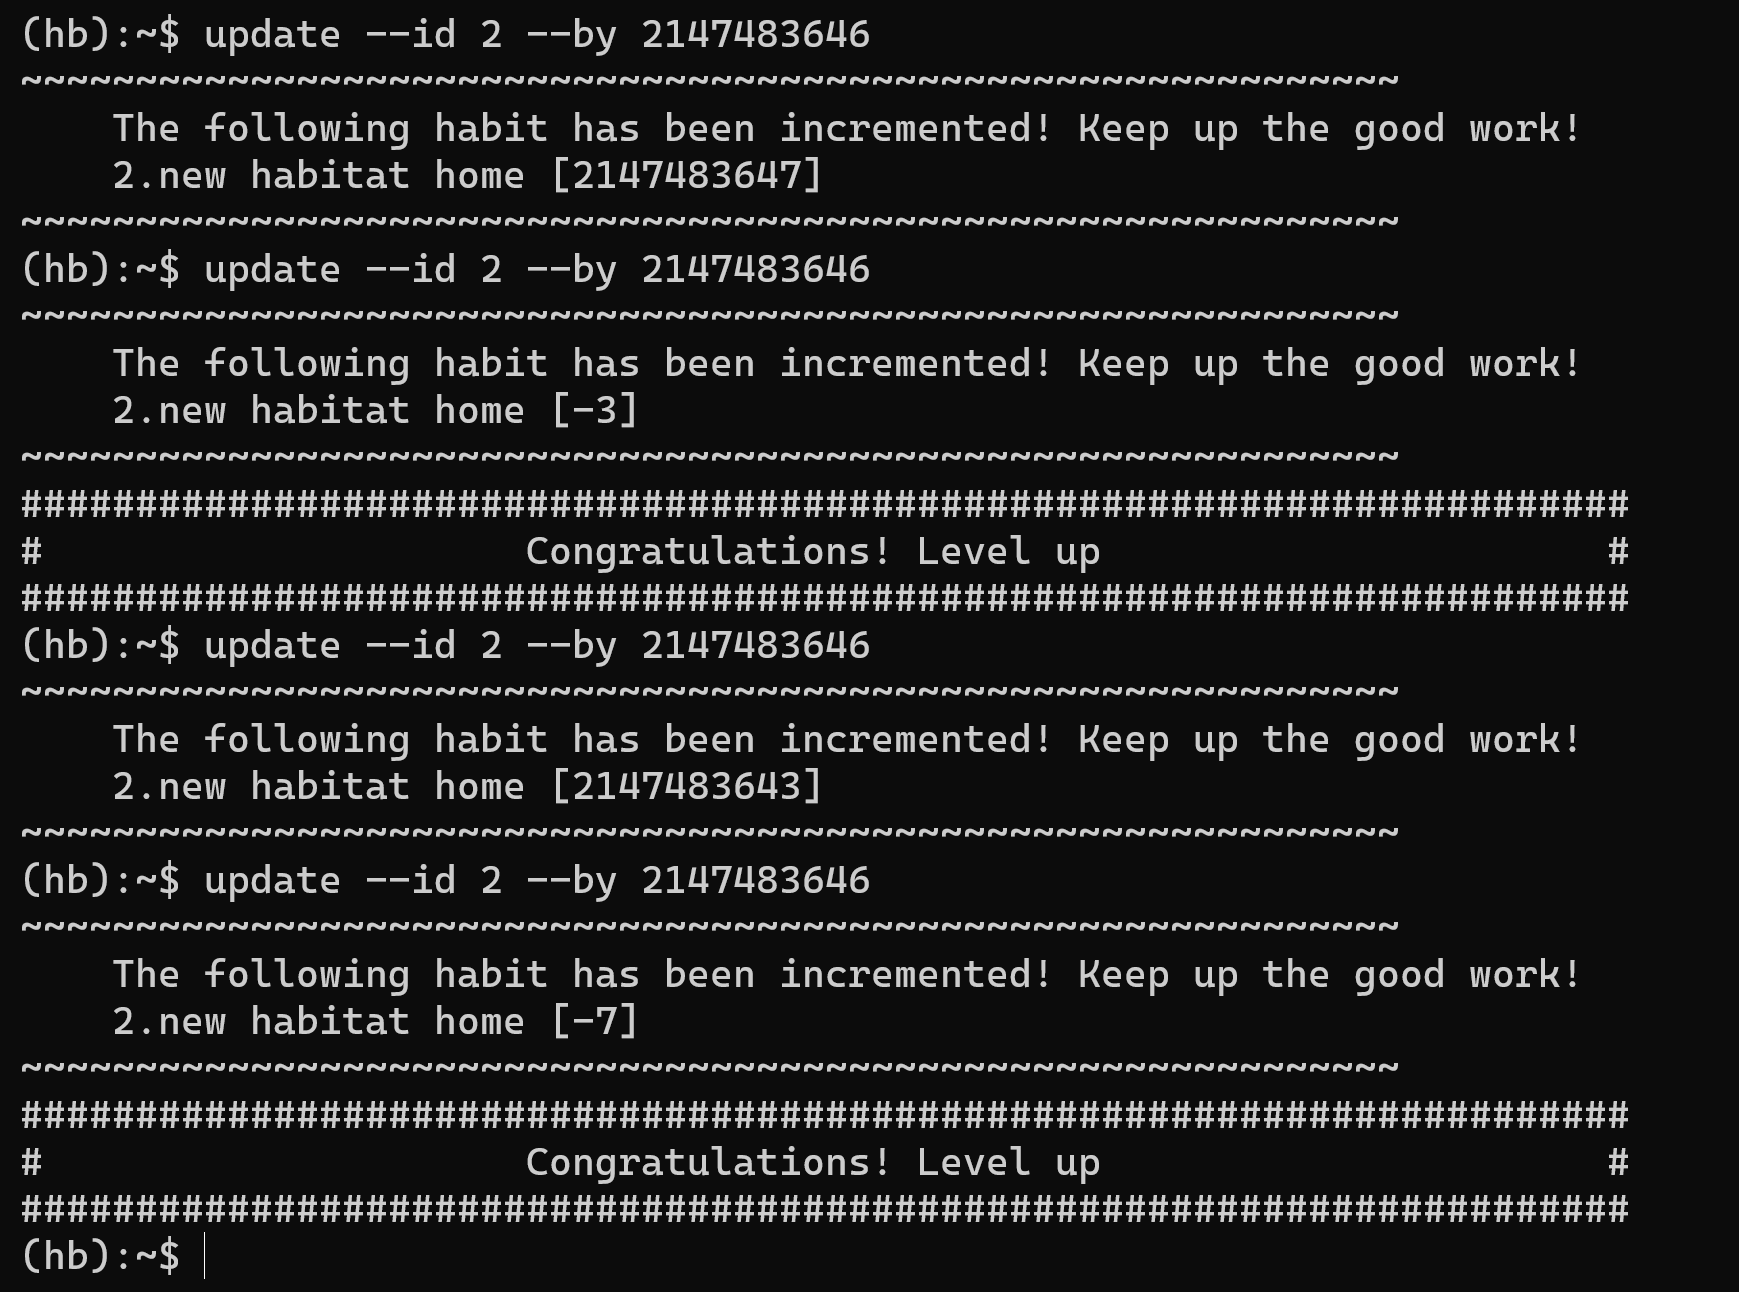 (hb):~$ update --id 2 --by 2147483646
~~~~~~~~~~~~~~~~~~~~~~~~~~~~~~~~~~~~~~~~~~~~~~~~~~~~~~~~~~~~
    The following habit has been incremented! Keep up the good work!
    2.new habitat home [2147483647]
~~~~~~~~~~~~~~~~~~~~~~~~~~~~~~~~~~~~~~~~~~~~~~~~~~~~~~~~~~~~
(hb):~$ update --id 2 --by 2147483646
~~~~~~~~~~~~~~~~~~~~~~~~~~~~~~~~~~~~~~~~~~~~~~~~~~~~~~~~~~~~
    The following habit has been incremented! Keep up the good work!
    2.new habitat home [-3]
~~~~~~~~~~~~~~~~~~~~~~~~~~~~~~~~~~~~~~~~~~~~~~~~~~~~~~~~~~~~
######################################################################
#                     Congratulations! Level up                      #
######################################################################
(hb):~$ update --id 2 --by 2147483646
~~~~~~~~~~~~~~~~~~~~~~~~~~~~~~~~~~~~~~~~~~~~~~~~~~~~~~~~~~~~
    The following habit has been incremented! Keep up the good work!
    2.new habitat home [2147483643]
~~~~~~~~~~~~~~~~~~~~~~~~~~~~~~~~~~~~~~~~~~~~~~~~~~~~~~~~~~~~
(hb):~$ update --id 2 --by 2147483646
~~~~~~~~~~~~~~~~~~~~~~~~~~~~~~~~~~~~~~~~~~~~~~~~~~~~~~~~~~~~
    The following habit has been incremented! Keep up the good work!
    2.new habitat home [-7]
~~~~~~~~~~~~~~~~~~~~~~~~~~~~~~~~~~~~~~~~~~~~~~~~~~~~~~~~~~~~
######################################################################
#                     Congratulations! Level up                      #
######################################################################
(hb):~$